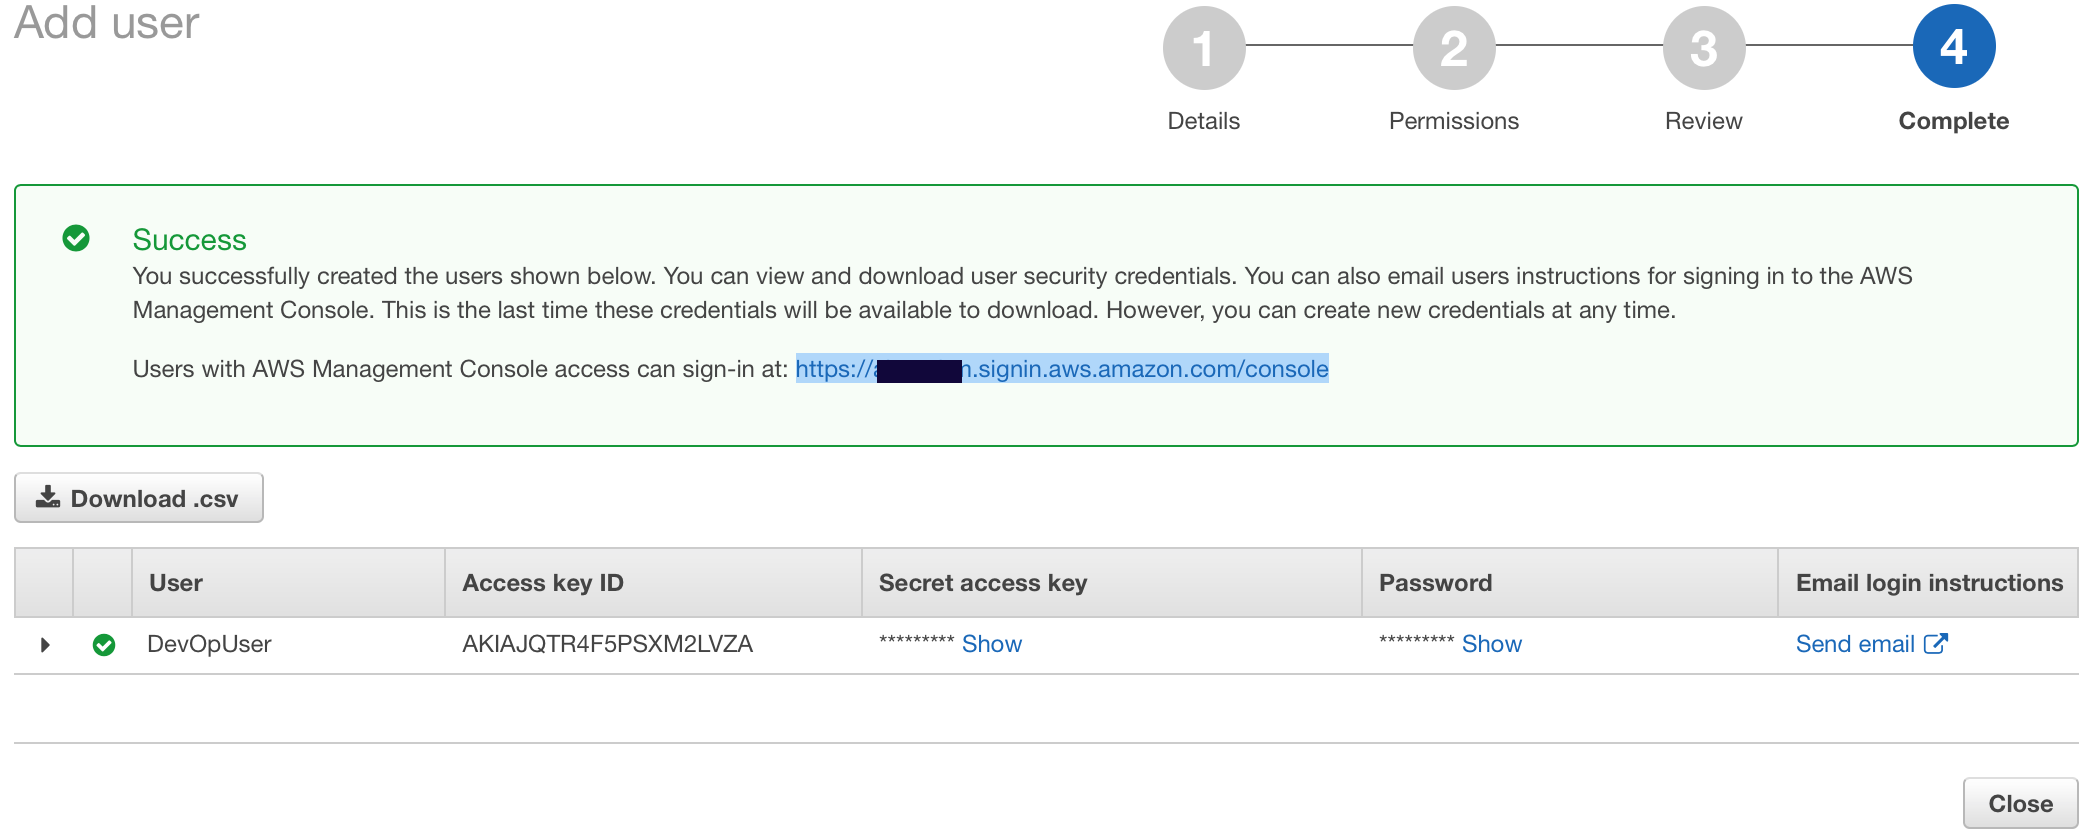 Add user
1 2 3 4
Details Permissions Review Complete
Success
You successfully created the users shown below. You can view and download user security credentials. You can also email users instructions for signing in to the AWS
Management Console. This is the last time these credentials will be available to download. However, you can create new credentials at any time.
Users with AWS Management Console access can sign-in at: https:// n.signin.aws.amazon.com/console
Download .csv
User Access key ID Secret access key Password Email login instructions
DevOpUser AKIAJQTR4F5PSXM2LVZA ********* Show ********* Show Send email
Close